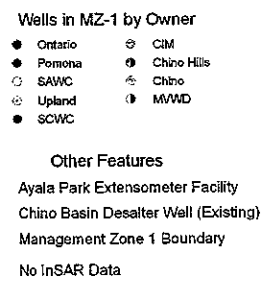 Wells in MZ-1 by Owner
Ontario
Pomona
SAWC
Upland
SCWC
CIM
Chino Hills
Chino
MVWD
Other Features
Ayala Park Extensometer Facility
Chino Basin Desalter Well (Existing)
Management Zone 1 Boundary
No InSAR Data